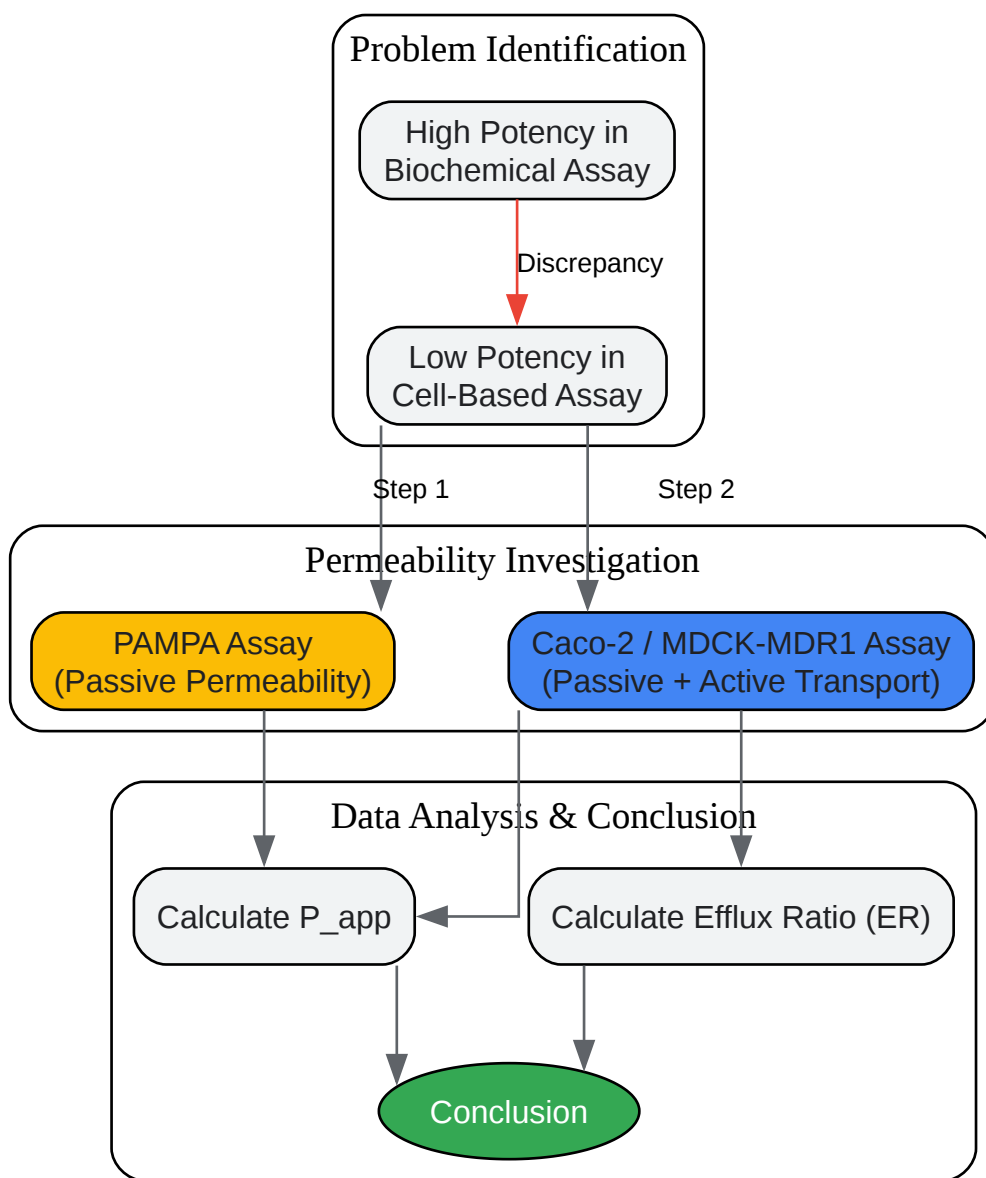 Problem Identification
High Potency in
Biochemical Assay
Discrepancy
Low Potency in
Cell-Based Assay
Step 1
Step 2
Permeability Investigation
PAMPA Assay
(Passive Permeability)
Caco-2 / MDCK-MDR1 Assay
(Passive + Active Transport)
Data Analysis & Conclusion
Calculate P_app
Calculate Efflux Ratio (ER)
Conclusion